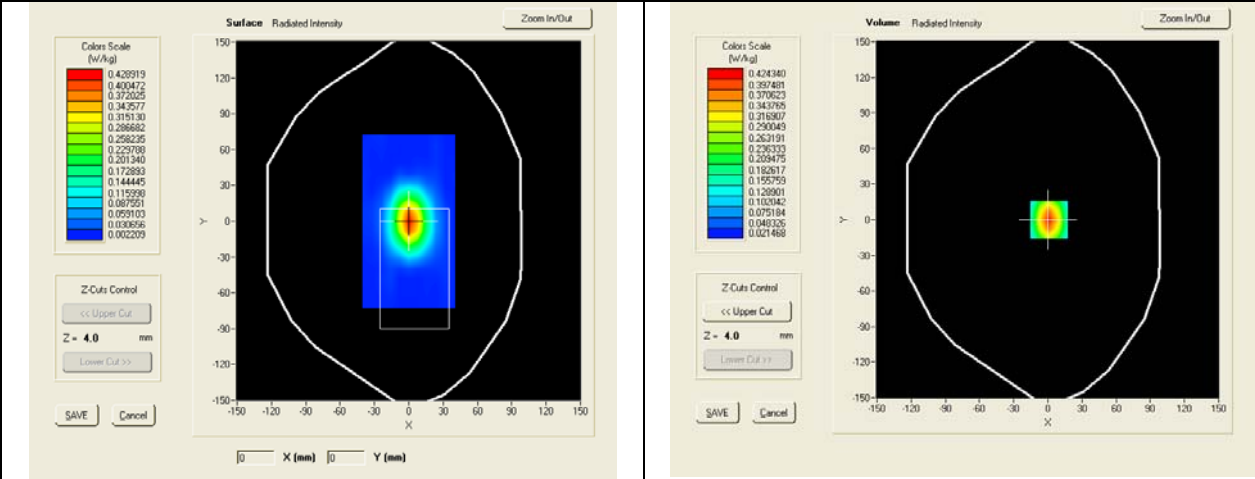 Surface Radiated Intensity
Zoom In/Out
Colors Scale
(W/kg)
0.428919
0.400472
0.372025
0.343577
0.315130
0.286682
0.258235
0.229788
0.201340
0.172893
0.144445
0.115998
0.087551
0.059103
0.030656
0.002209
150
120
90
60
30
0
-30
-60
-90
-120
-150
Y
-150 -120 -90 -60 -30 0 30 60 90 120 150
X
Z-Cuts Control
<< Upper Cut
Z = 4.0 mm
Lower Cut >>
SAVE Cancel
0 X (mm) 0 Y (mm)
Volume Radiated Intensity
Zoom In/Out
Colors Scale
(W/kg)
0.424340
0.397481
0.370623
0.343765
0.316907
0.290049
0.263191
0.236333
0.209475
0.182617
0.155759
0.128901
0.102042
0.075184
0.048326
0.021468
150
120
90
60
30
0
-30
-60
-90
-120
-150
Y
-150 -120 -90 -60 -30 0 30 60 90 120 150
X
Z-Cuts Control
<< Upper Cut
Z = 4.0 mm
Lower Cut >>
SAVE Cancel